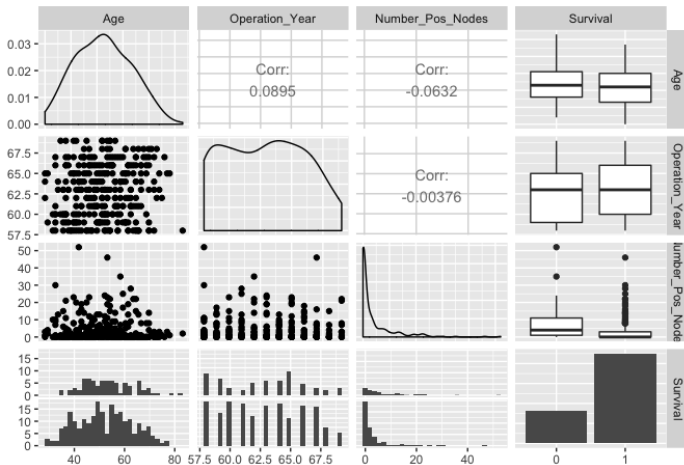 Age Operation_Year Number_Pos_Nodes Survival
0.03
0.02
0.01
0.00
Corr:
0.0895
Corr:
-0.0632
Age
67.5
65.0
62.5
60.0
57.5
Corr:
-0.00376
Operation_Year
50
40
30
20
10
0
umber_Pos_Node
15
10
5
0
15
10
5
0
Survival
40 60 80 57.5 60.0 62.5 65.0 67.5 0 20 40 0 1